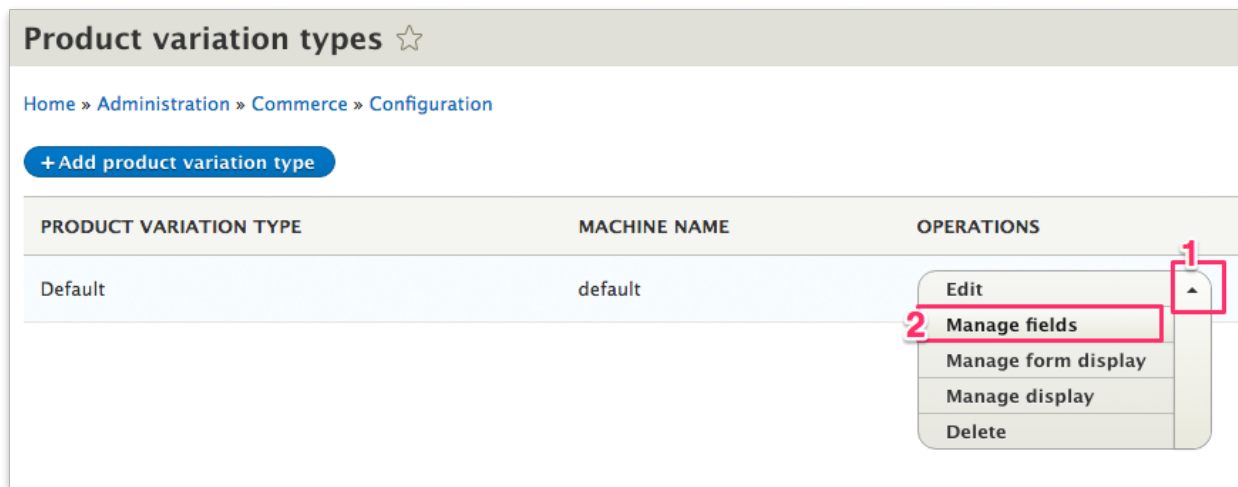 Product variation types
Home » Administration » Commerce » Configuration
+ Add product variation type
PRODUCT VARIATION TYPE MACHINE NAME OPERATIONS
1
Default default Edit
2 Manage fields
Manage form display
Manage display
Delete